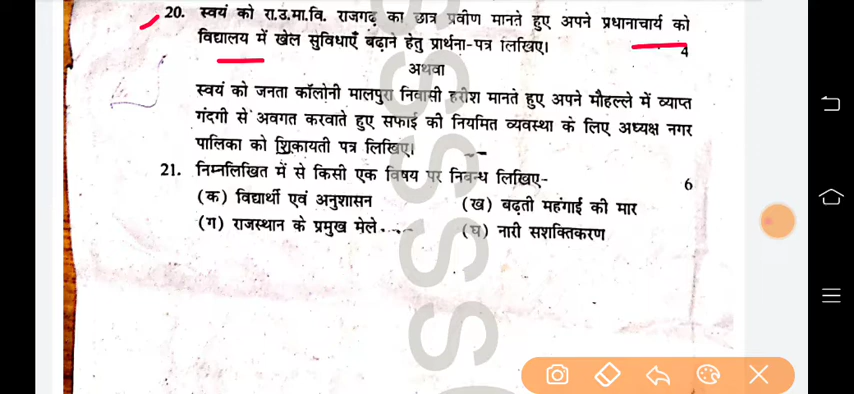 20. स्वयं को रा.उ.मा.वि. राजगढ़ का छात्र प्रवीण मानते हुए अपने प्रधानाचार्य को
विद्यालय में खेल सुविधाएँ बढ़ाने हेतु प्रार्थना-पत्र लिखिए। 4
अथवा
स्वयं को जनता कॉलोनी मालपुरा निवासी हरीश मानते हुए अपने मौहल्ले में व्याप्त
गंदगी से अवगत करवाते हुए सफाई की नियमित व्यवस्था के लिए अध्यक्ष नगर
पालिका को शिकायती पत्र लिखिए।
21. निम्नलिखित में से किसी एक विषय पर निबन्ध लिखिए- 6
(क) विद्यार्थी एवं अनुशासन (ख) बढ़ती महंगाई की मार
(ग) राजस्थान के प्रमुख मेले (घ) नारी सशक्तिकरण